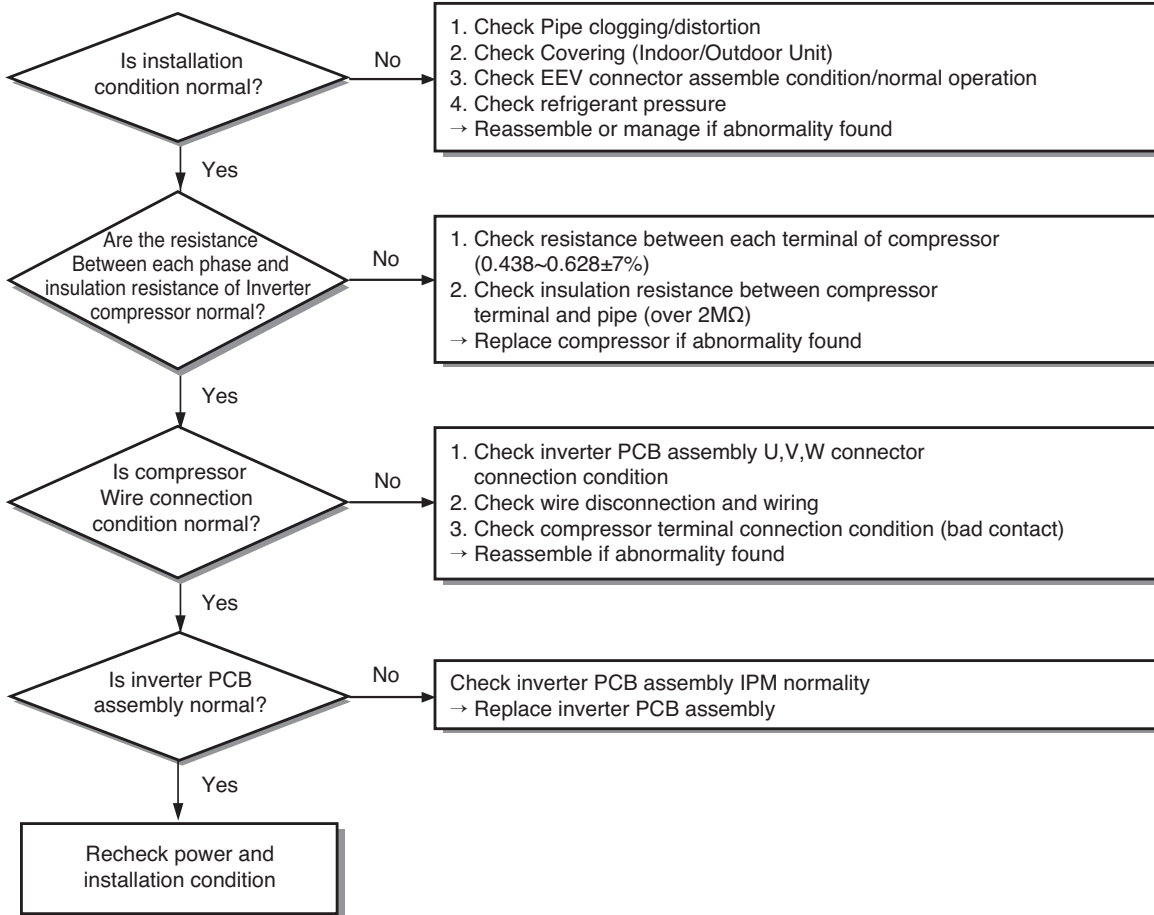 Is installation
condition normal?
No
1. Check Pipe clogging/distortion
2. Check Covering (Indoor/Outdoor Unit)
3. Check EEV connector assemble condition/normal operation
4. Check refrigerant pressure
→ Reassemble or manage if abnormality found
Yes
Are the resistance
Between each phase and
insulation resistance of Inverter
compressor normal?
No
1. Check resistance between each terminal of compressor
(0.438~0.628±7%)
2. Check insulation resistance between compressor
terminal and pipe (over 2MΩ)
→ Replace compressor if abnormality found
Yes
Is compressor
Wire connection
condition normal?
No
1. Check inverter PCB assembly U,V,W connector
connection condition
2. Check wire disconnection and wiring
3. Check compressor terminal connection condition (bad contact)
→ Reassemble if abnormality found
Yes
Is inverter PCB
assembly normal?
No
Check inverter PCB assembly IPM normality
→ Replace inverter PCB assembly
Yes
Recheck power and
installation condition